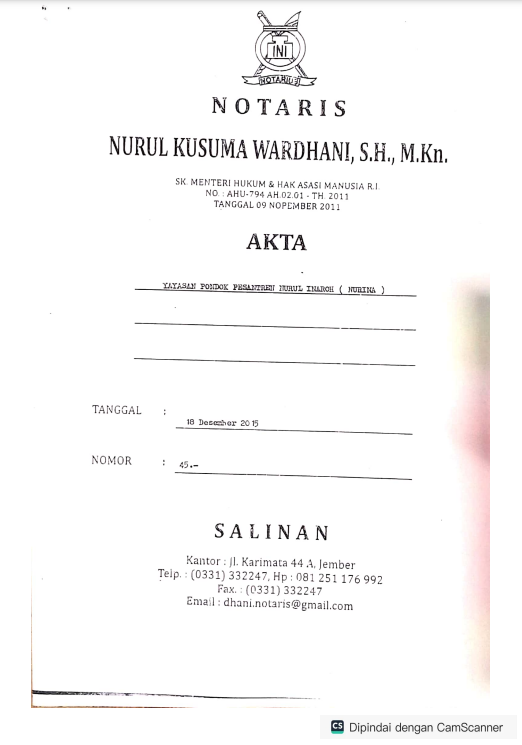 INI
NOTARIUS
NOTARIS
NURUL KUSUMA WARDHANI, S.H., M.Kn.
SK. MENTERI HUKUM & HAK ASASI MANUSIA R.I.
NO. : AHU-794 AH.02.01 - TH. 2011
TANGGAL 09 NOPEMBER 2011
AKTA
YAYASAN PONDOK PESANTREN NURUL INAROH ( NURINA )
TANGGAL : 18 Desember 2015
NOMOR : 45.-
SALINAN
Kantor : Jl. Karimata 44 A, Jember
Telp. : (0331) 332247, Hp : 081 251 176 992
Fax. : (0331) 332247
Email : dhani.notaris@gmail.com
CS Dipindai dengan CamScanner